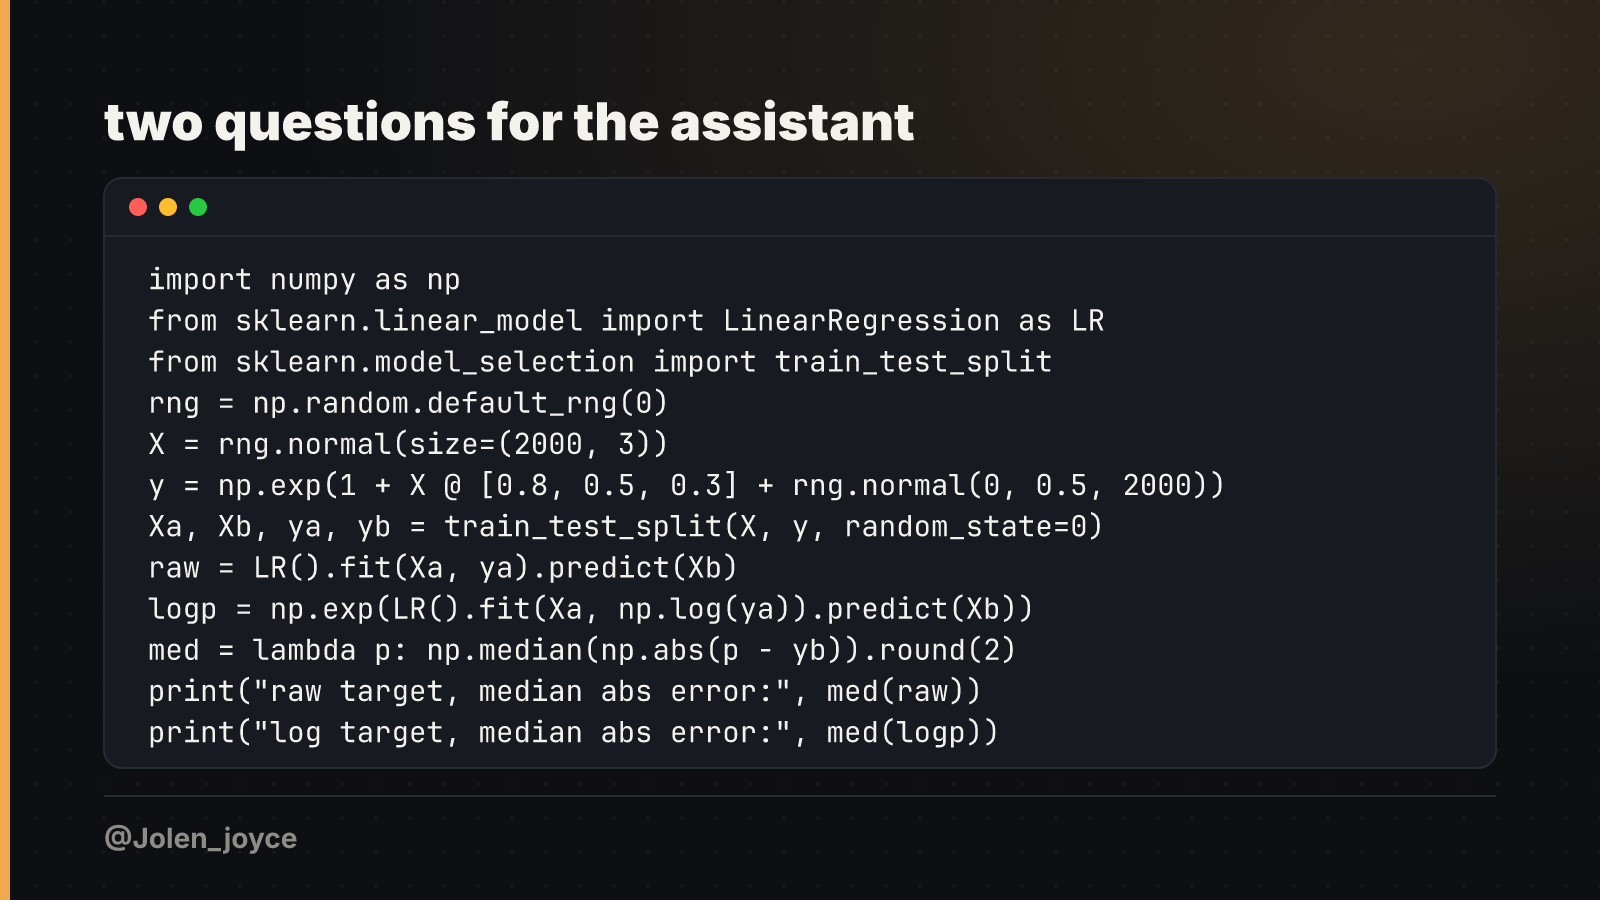 two questions for the assistant
import numpy as np
from sklearn.linear_model import LinearRegression as LR
from sklearn.model_selection import train_test_split
rng = np.random.default_rng(0)
X = rng.normal(size=(2000, 3))
y = np.exp(1 + X @ [0.8, 0.5, 0.3] + rng.normal(0, 0.5, 2000))
Xa, Xb, ya, yb = train_test_split(X, y, random_state=0)
raw = LR().fit(Xa, ya).predict(Xb)
logp = np.exp(LR().fit(Xa, np.log(ya)).predict(Xb))
med = lambda p: np.median(np.abs(p - yb)).round(2)
print("raw target, median abs error:", med(raw))
print("log target, median abs error:", med(logp))
@Jolen_joyce